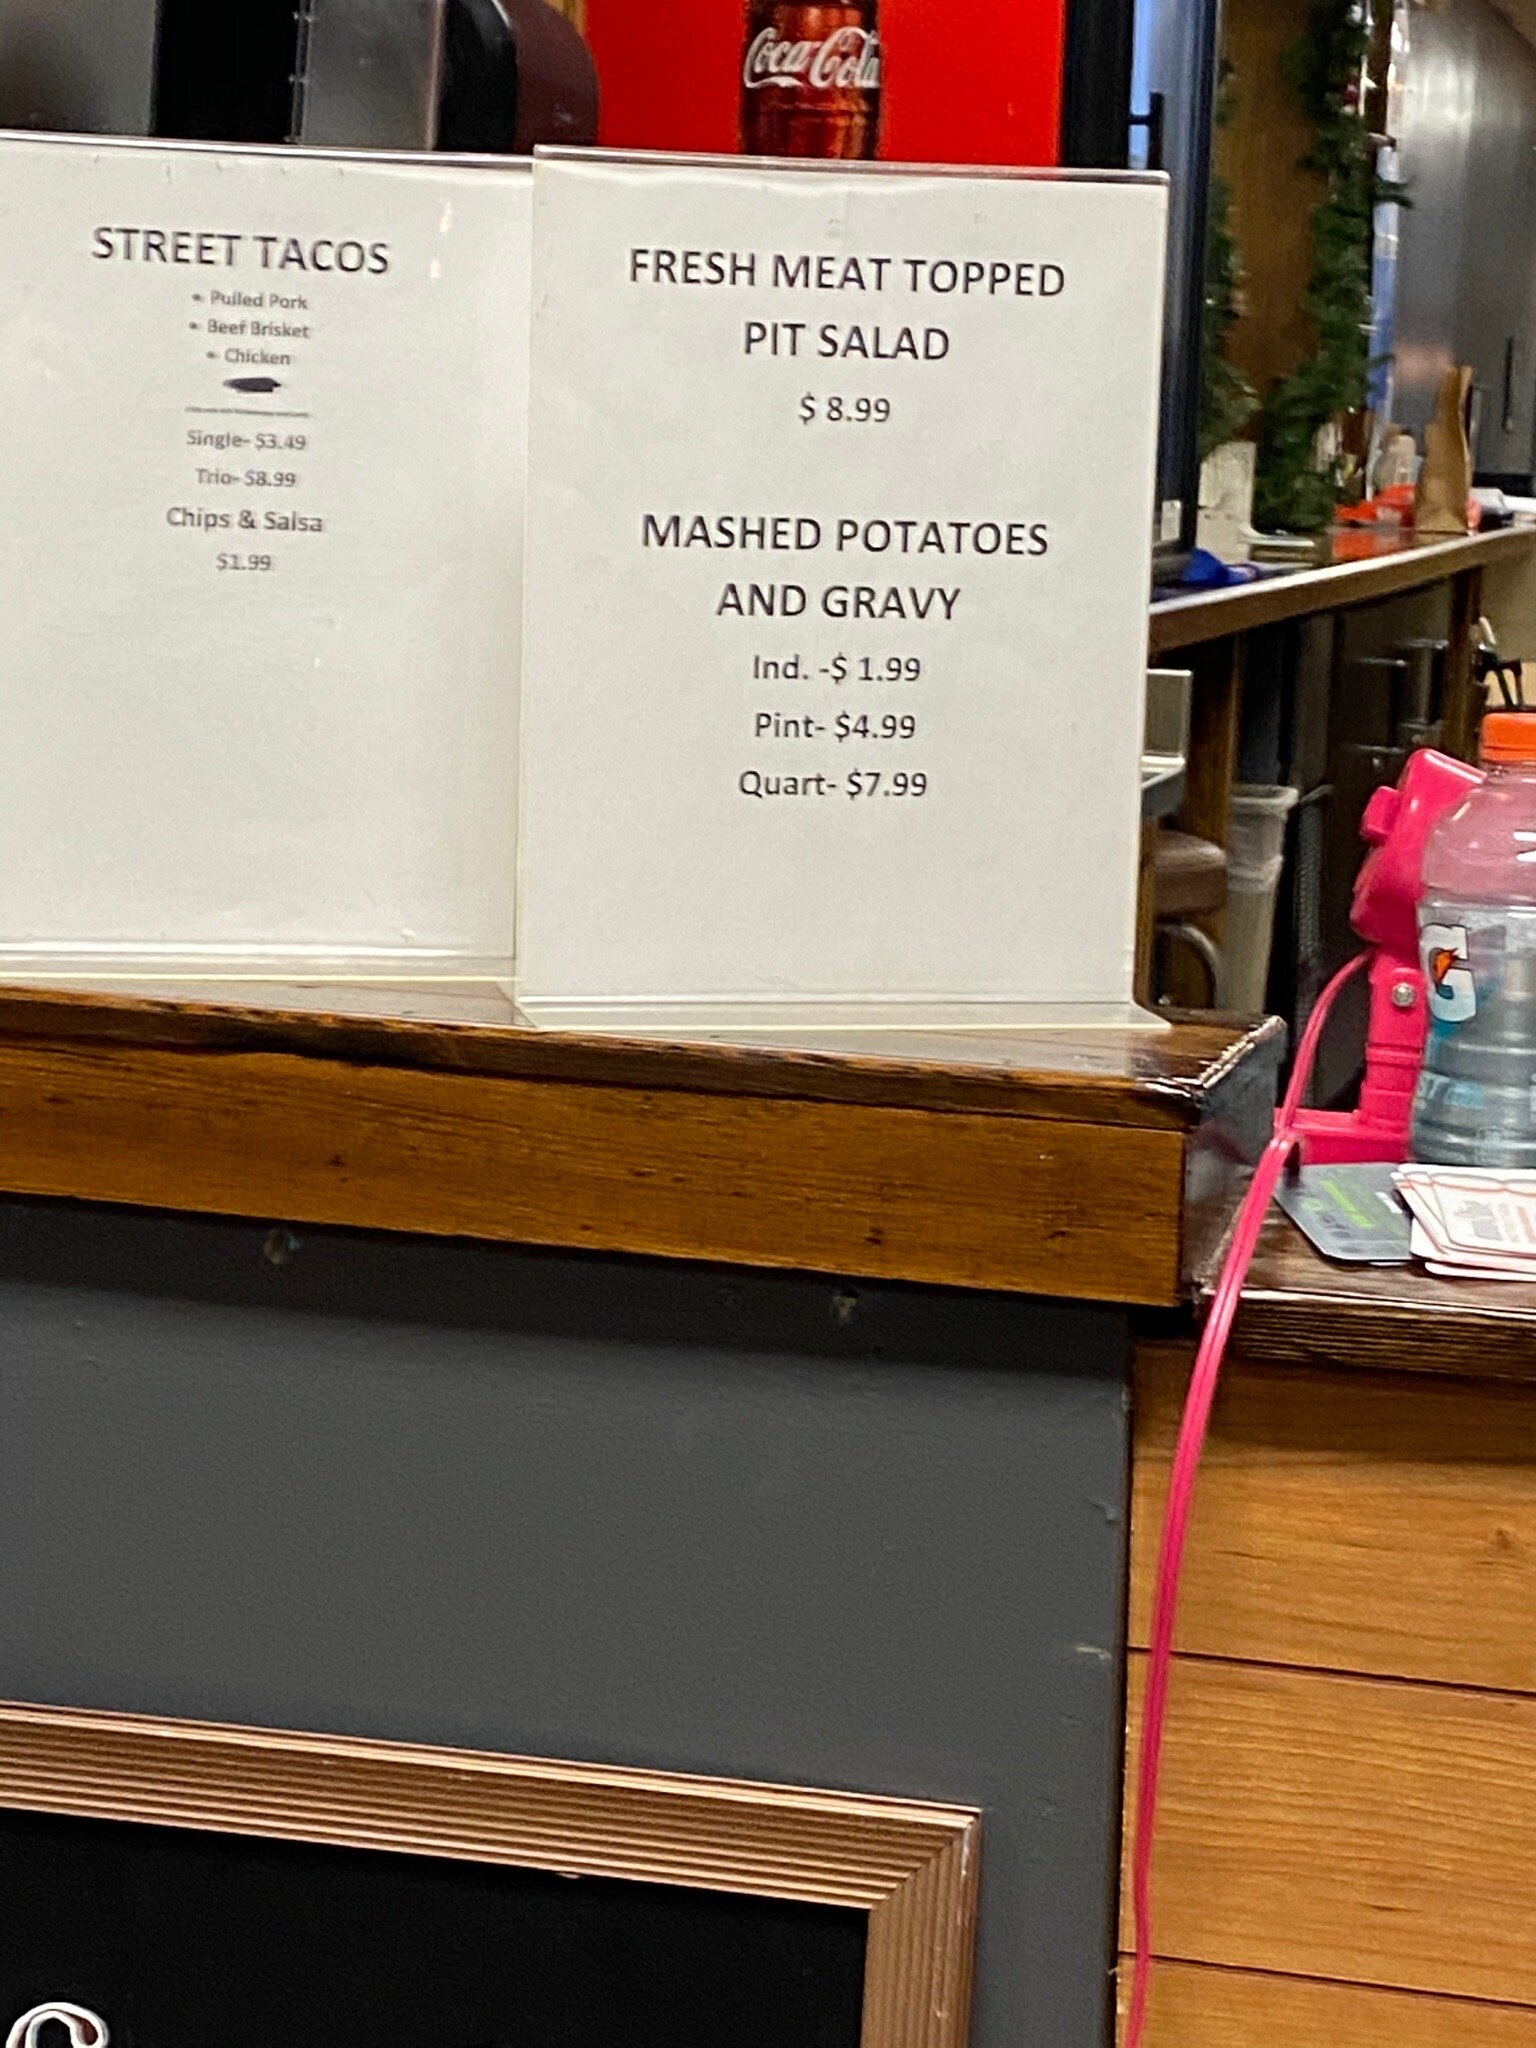 Coca-Cola
STREET TACOS
• Pulled Pork
• Beef Brisket
• Chicken
Single- $3.49
Trio- $8.99
Chips & Salsa
$1.99
FRESH MEAT TOPPED
PIT SALAD
$ 8.99
MASHED POTATOES
AND GRAVY
Ind. -$ 1.99
Pint- $4.99
Quart- $7.99